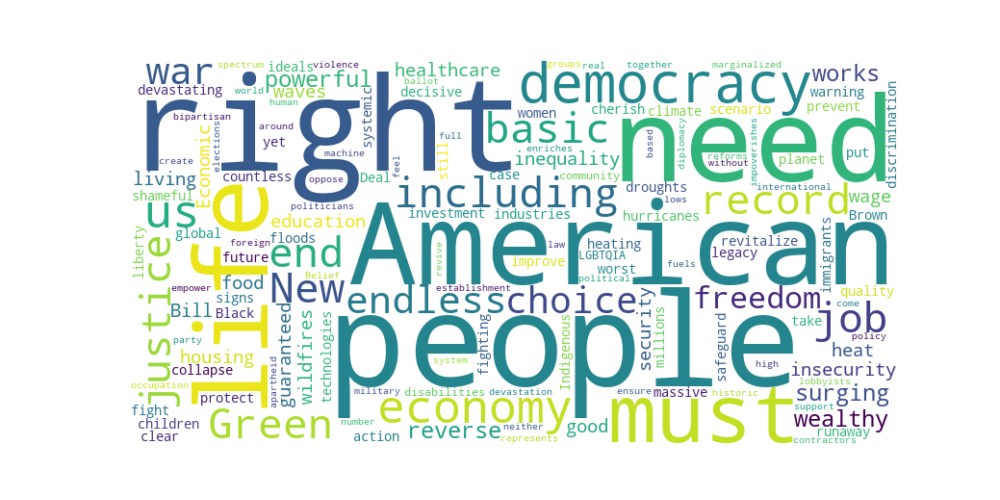 spectrum ideals violence
groups real together marginalized
war
healthcare
democracy works
devastating world powerful ballot
waves decisive
warning
human
cherish climate scenario prevent
bipartisan
right
systemic
women
discrimination
elections
around
yet
still full
basic
based
diplomacy
need
put
create
machine
feel
enriches
inequality
reforms
without
impoverishes
planet
living Economic countless oppose Deal case community
droughts lows international
shameful
politicians
including
record wage
us
education
investment industries hurricanes
Brown
liberty
global
life
foreign
floods
American
law
heating
revitalize
immigrants
justice
future
end
revive
improve LGBTQIA
worst
fuels
legacy
political
empower
food
Belief
establishment
quality
signs
New
endless choice
freedom
come
Bill Black
guaranteed
wildfires
technologies
people
fighting
Indigenous
security
millions
safeguard
take
job
policy
party
housing
system
heat
collapse
high
insecurity
occupation
protect
apartheid
military disabilities devastation
ensure massive historic
lobbyists
surging
fight
Green
economy
must
support
wealthy
children
number
neither
good
runaway
clear
action reverse represents
contractors